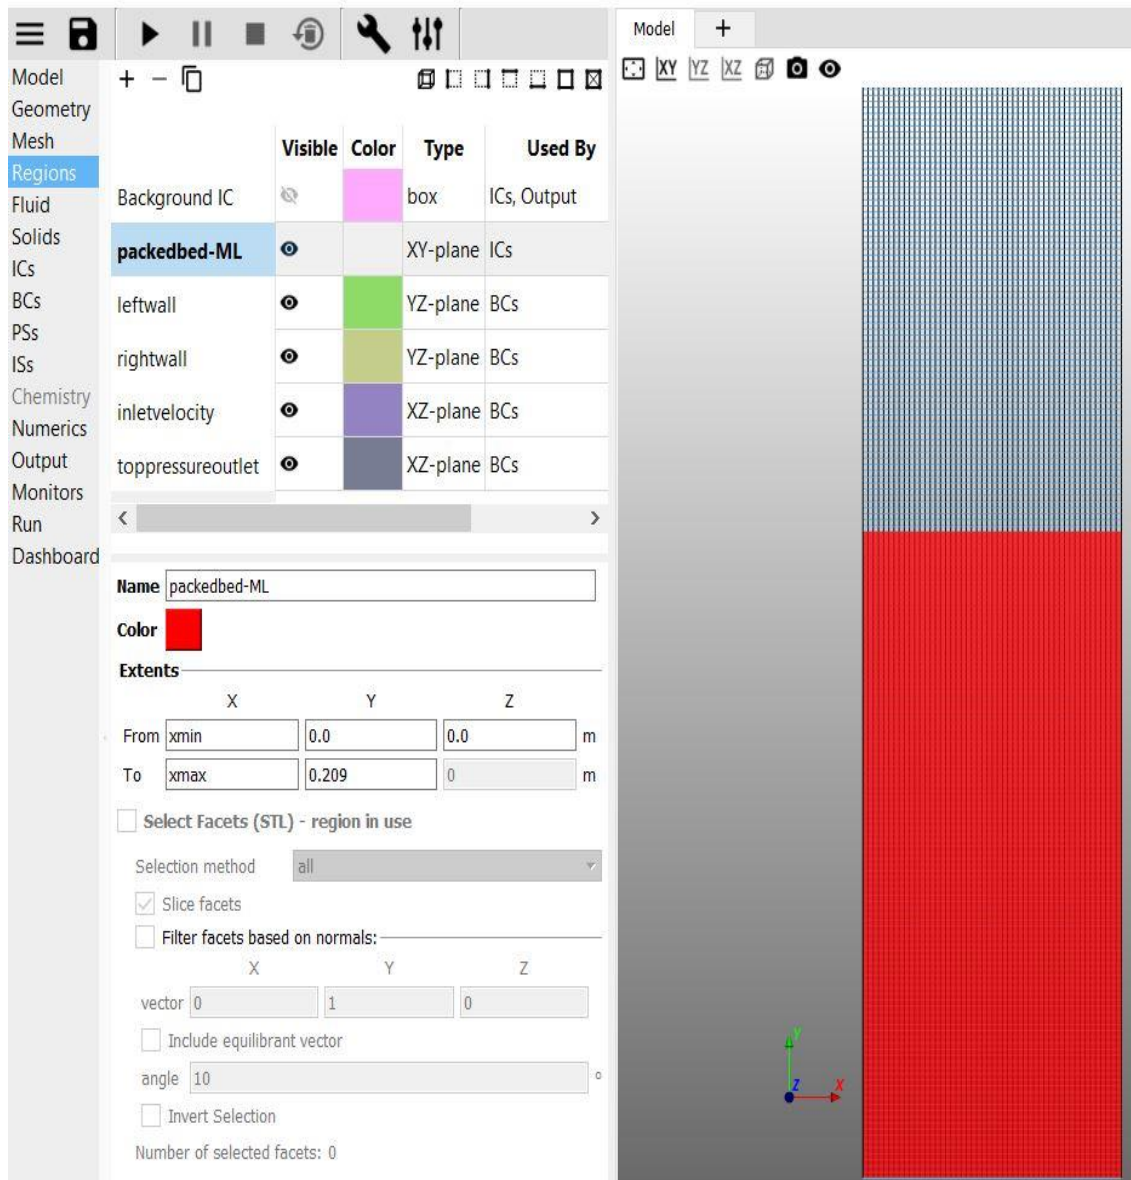 Model +
Model
Geometry
Mesh
Regions
Fluid
Solids
ICs
BCs
PSs
ISs
Chemistry
Numerics
Output
Monitors
Run
Dashboard
Visible Color Type Used By
Background IC box ICs, Output
packedbed-ML XY-plane ICs
leftwall YZ-plane BCs
rightwall YZ-plane BCs
inletvelocity XZ-plane BCs
toppressureoutlet XZ-plane BCs
Name packedbed-ML
Color
Extents
X Y Z
From xmin 0.0 0.0 m
To xmax 0.209 0 m
Select Facets (STL) - region in use
Selection method all
Slice facets
Filter facets based on normals:
X Y Z
vector 0 1 0
Include equilibrant vector
angle 10 °
Invert Selection
Number of selected facets: 0
XY YZ XZ
Y
Z X